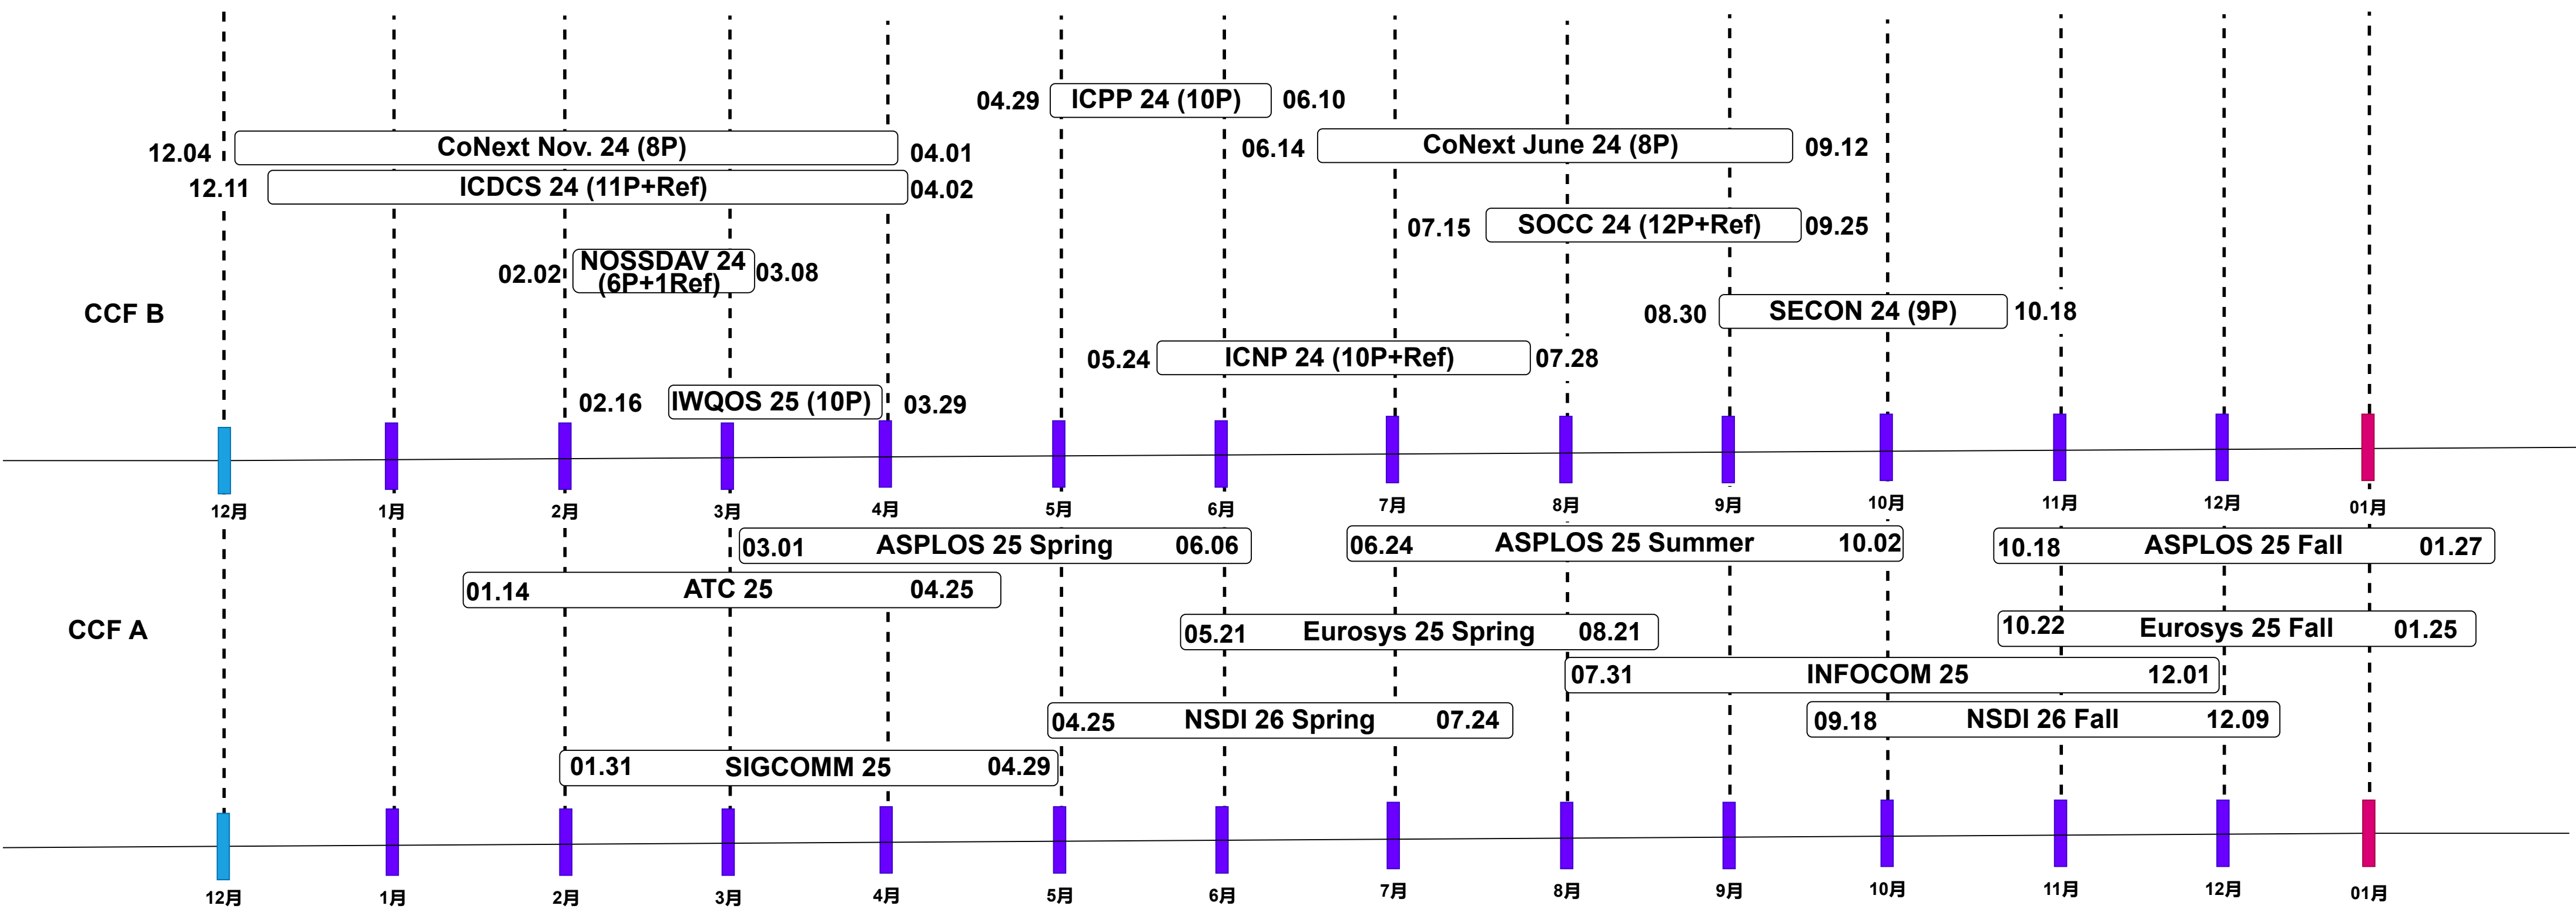 04.29 ICPP 24 (10P) 06.10
12.04 CoNext Nov. 24 (8P) 04.01
06.14 CoNext June 24 (8P) 09.12
12.11 ICDCS 24 (11P+Ref) 04.02
07.15 SOCC 24 (12P+Ref) 09.25
02.02 NOSSDAV 24 03.08
(6P+1Ref)
CCF B
08.30 SECON 24 (9P) 10.18
05.24 ICNP 24 (10P+Ref) 07.28
02.16 IWQOS 25 (10P) 03.29
12月 1月 2月 3月 4月 5月 6月 7月 8月 9月 10月 11月 12月 01月
03.01 ASPLOS 25 Spring 06.06
06.24 ASPLOS 25 Summer 10.02
10.18 ASPLOS 25 Fall 01.27
01.14 ATC 25 04.25
CCF A
05.21 Eurosys 25 Spring 08.21
10.22 Eurosys 25 Fall 01.25
07.31 INFOCOM 25 12.01
04.25 NSDI 26 Spring 07.24
09.18 NSDI 26 Fall 12.09
01.31 SIGCOMM 25 04.29
12月 1月 2月 3月 4月 5月 6月 7月 8月 9月 10月 11月 12月 01月